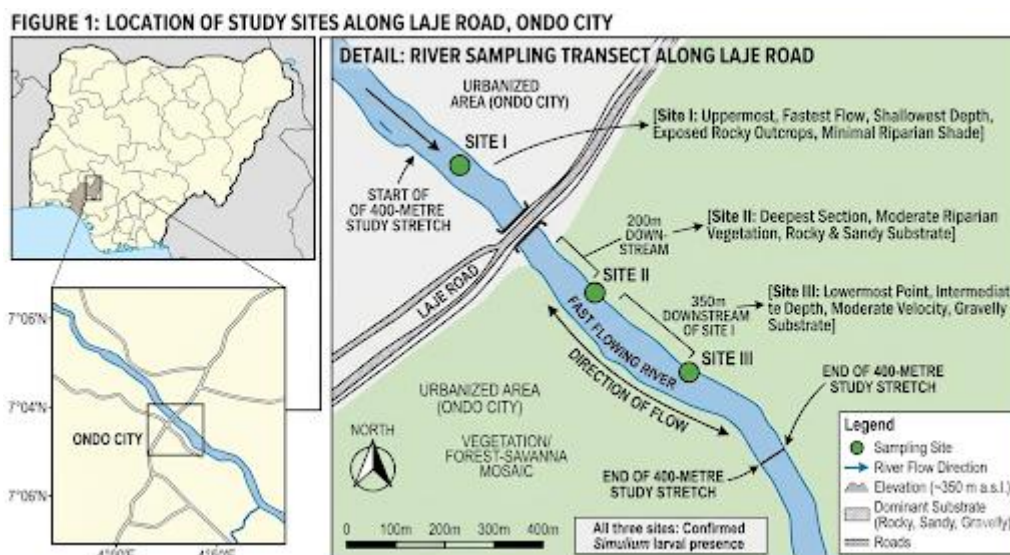 FIGURE 1: LOCATION OF STUDY SITES ALONG LAJE ROAD, ONDO CITY
DETAIL: RIVER SAMPLING TRANSECT ALONG LAJE ROAD
URBANIZED
AREA (ONDO CITY)
SITE I
[Site I: Uppermost, Fastest Flow, Shallowest Depth,
Exposed Rocky Outcrops, Minimal Riparian Shade]
START OF
OF 400-METRE
STUDY STRETCH
200m
DOWN-
STREAM
[Site II: Deepest Section, Moderate Riparian
Vegetation, Rocky & Sandy Substrate]
SITE II
LAJE ROAD
350m
DOWNSTREAM
OF SITE I
[Site III: Lowermost Point, Intermediat
te Depth, Moderate Velocity, Gravelly
Substrate]
FAST FLOWING RIVER
SITE III
DIRECTION OF FLOW
END OF 400-METRE
STUDY STRETCH
URBANIZED AREA
(ONDO CITY)
VEGETATION/
FOREST-SAVANNA
MOSAIC
NORTH
END OF 400-METRE
STUDY STRETCH
0 100m 200m 300m 400m
All three sites: Confirmed
Simulium larval presence
Legend
Sampling Site
River Flow Direction
Elevation (~350 m a.s.l.)
Dominant Substrate
(Rocky, Sandy, Gravelly)
Roads
7°06'N
7°04'N
ONDO CITY
7°06'N